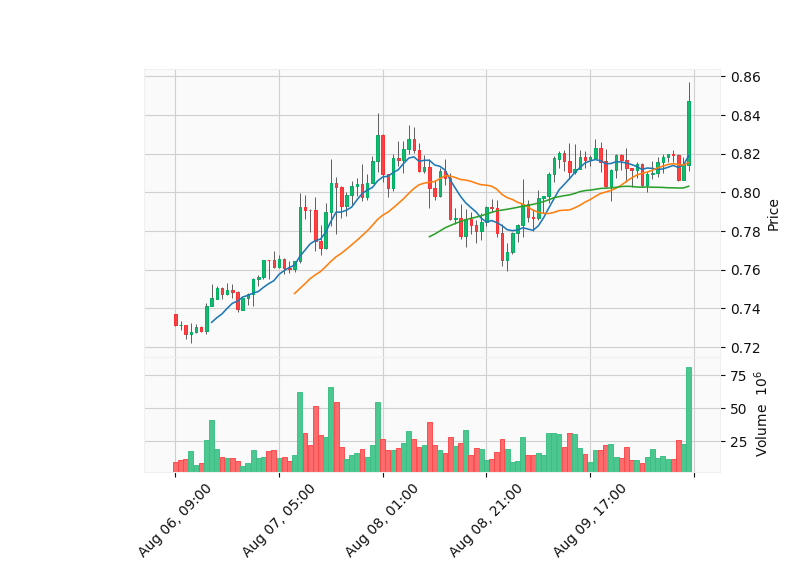 0.86
0.84
0.82
0.80
0.78
0.76
0.74
0.72
Price
75
50
25
Volume 10⁶
Aug 06, 09:00
Aug 07, 05:00
Aug 08, 01:00
Aug 08, 21:00
Aug 09, 17:00